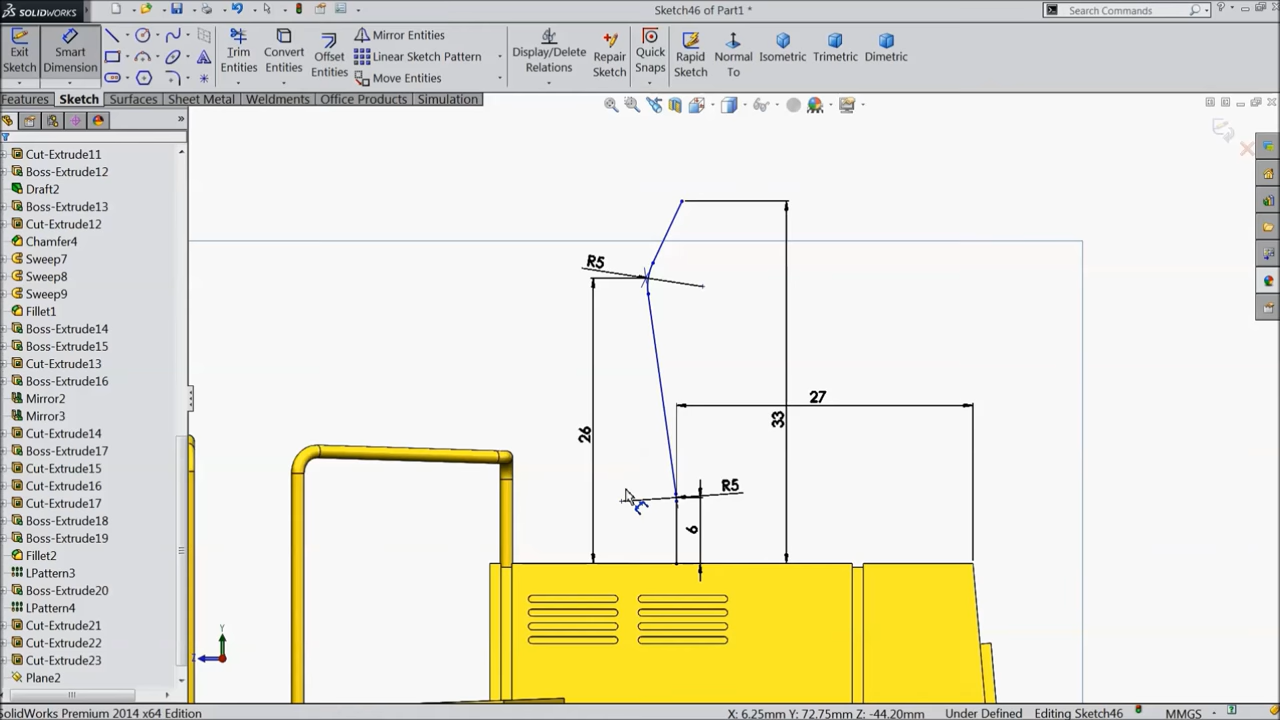 SOLIDWORKS
Sketch46 of Part1 *
Search Commands
Exit Sketch
Smart Dimension
Trim Entities
Convert Entities
Offset Entities
Mirror Entities
Linear Sketch Pattern
Move Entities
Display/Delete Relations
Repair Sketch
Quick Snaps
Rapid Sketch
Normal To
Isometric
Trimetric
Dimetric
Features
Sketch
Surfaces
Sheet Metal
Weldments
Office Products
Simulation
Cut-Extrude11
Boss-Extrude12
Draft2
Boss-Extrude13
Cut-Extrude12
Chamfer4
Sweep7
Sweep8
Sweep9
Fillet1
Boss-Extrude14
Boss-Extrude15
Cut-Extrude13
Boss-Extrude16
Mirror2
Mirror3
Cut-Extrude14
Boss-Extrude17
Cut-Extrude15
Cut-Extrude16
Cut-Extrude17
Boss-Extrude18
Boss-Extrude19
Fillet2
LPattern3
Boss-Extrude20
LPattern4
Cut-Extrude21
Cut-Extrude22
Cut-Extrude23
Plane2
R5
26
27
33
R5
6
Y
Z
SolidWorks Premium 2014 x64 Edition
X: 6.25mm Y: 72.75mm Z: -44.20mm
Under Defined
Editing Sketch46
MMGS